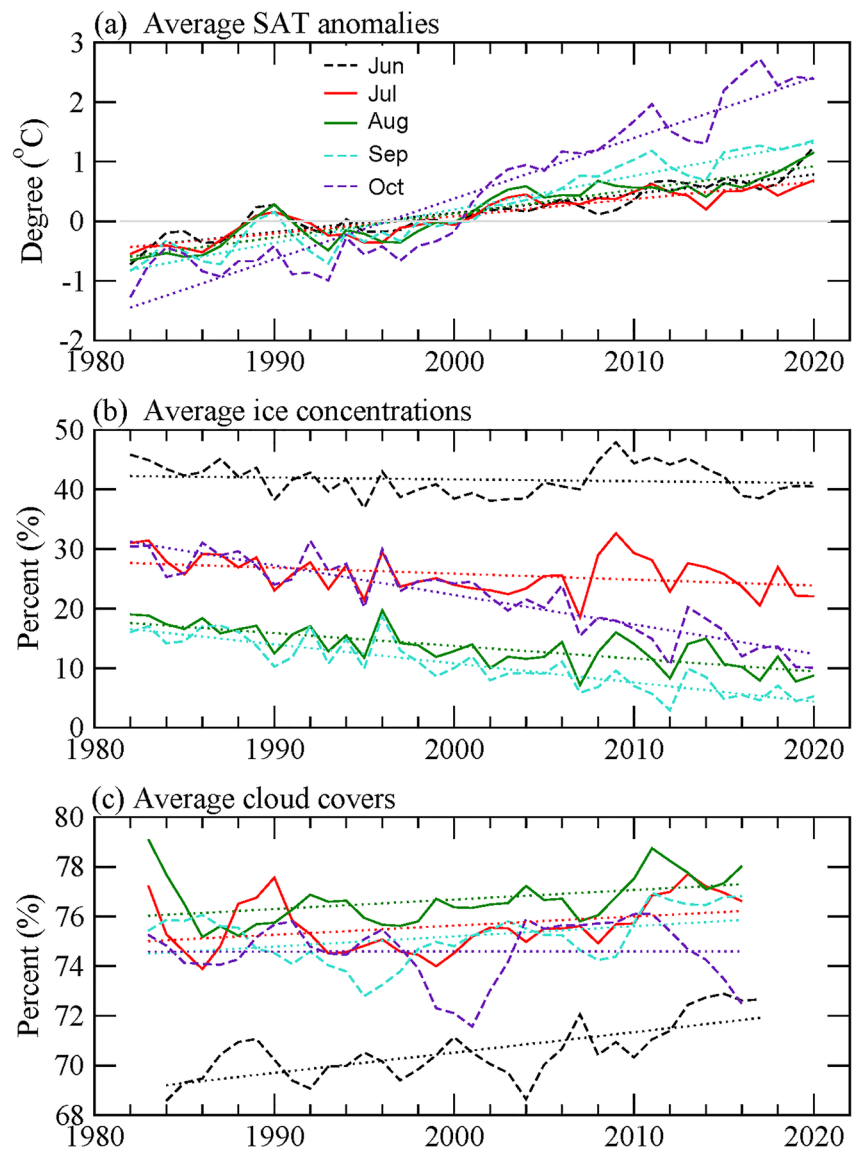 (a) Average SAT anomalies
3
2
1
0
-1
-2
Degree (°C)
Jun
Jul
Aug
Sep
Oct
1980 1990 2000 2010 2020
(b) Average ice concentrations
50
40
30
20
10
0
Percent (%)
1980 1990 2000 2010 2020
(c) Average cloud covers
80
78
76
74
72
70
68
Percent (%)
1980 1990 2000 2010 2020